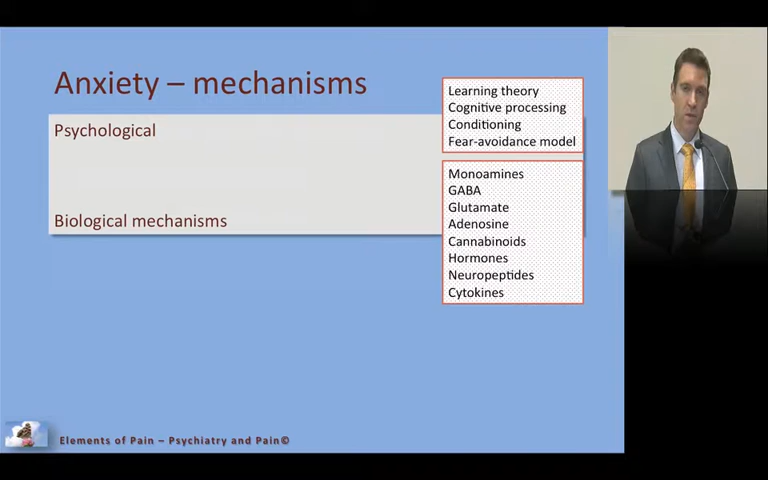 Anxiety – mechanisms
Psychological
Learning theory
Cognitive processing
Conditioning
Fear-avoidance model
Biological mechanisms
Monoamines
GABA
Glutamate
Adenosine
Cannabinoids
Hormones
Neuropeptides
Cytokines
Elements of Pain – Psychiatry and Pain©